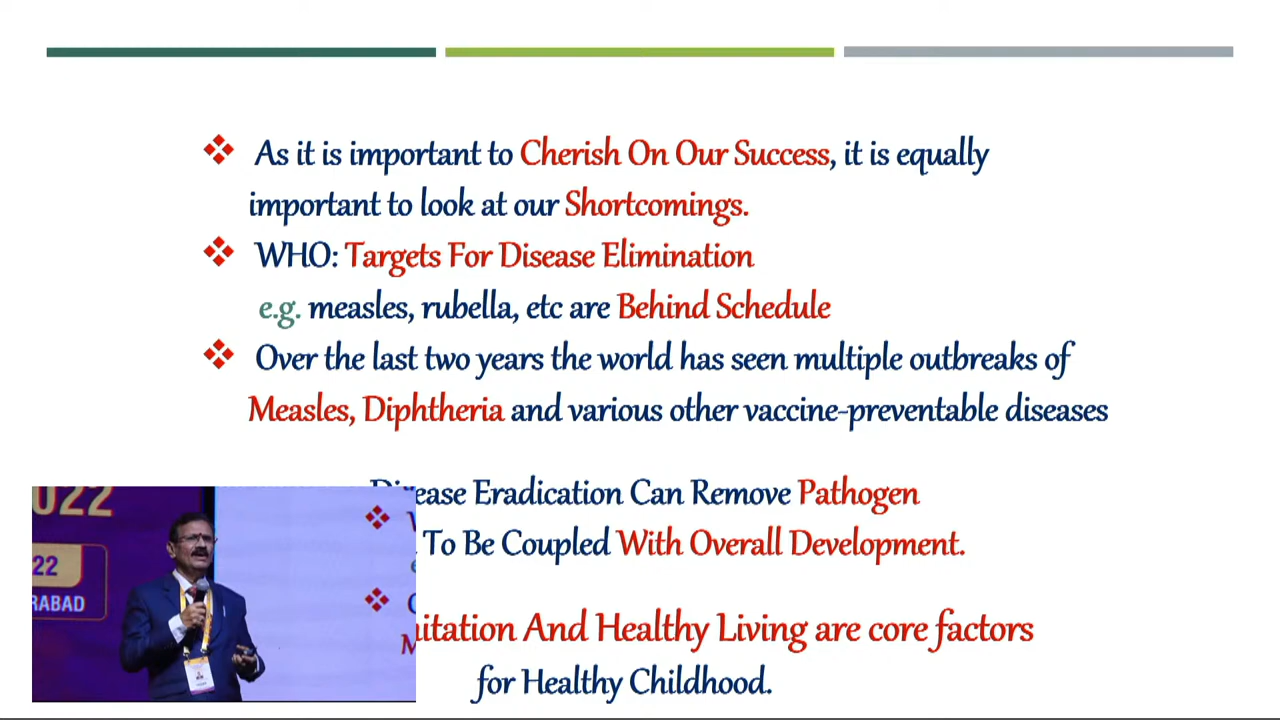 ❖ As it is important to Cherish On Our Success, it is equally
important to look at our Shortcomings.
❖ WHO: Targets For Disease Elimination
e.g. measles, rubella, etc are Behind Schedule
❖ Over the last two years the world has seen multiple outbreaks of
Measles, Diphtheria and various other vaccine-preventable diseases
Disease Eradication Can Remove Pathogen
To Be Coupled With Overall Development.
And Healthy Living are core factors
for Healthy Childhood.
022
22
RABAD